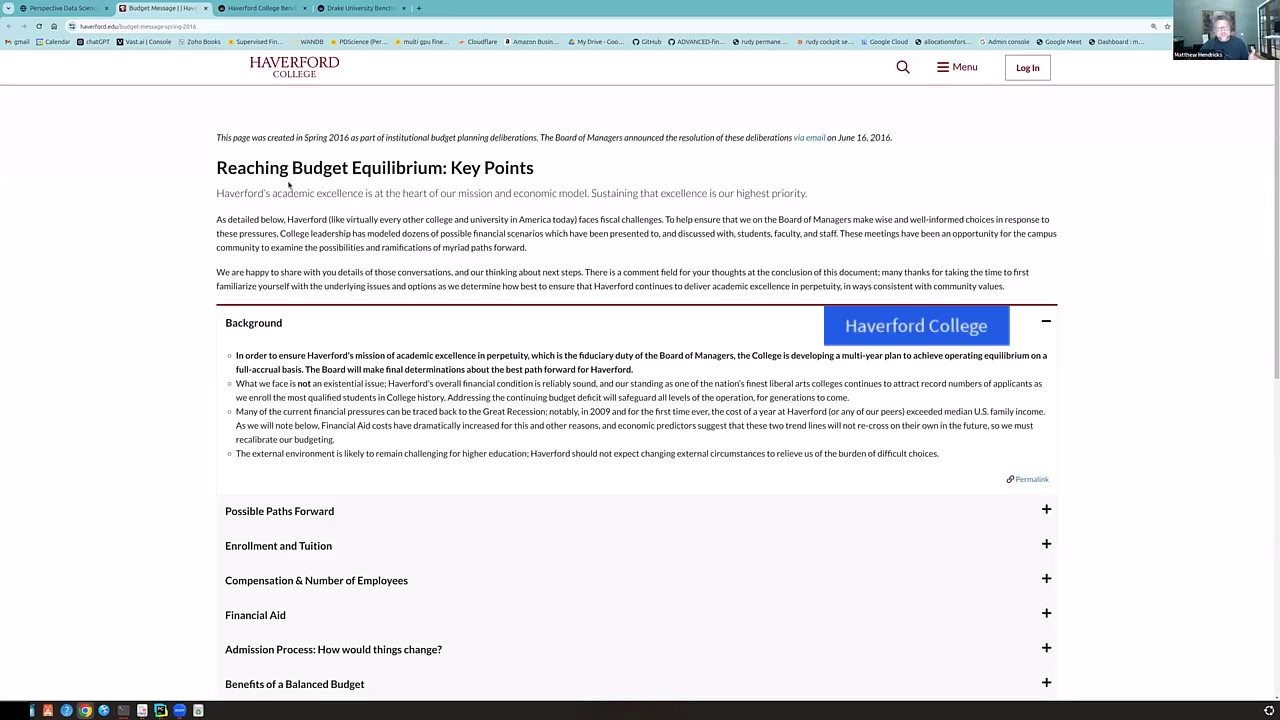 Perspective Data Scienc
Budget Message | | Hav
Haverford College Ben
Drake University Bench
haverford.edu/budget-message-spring-2016
gmail
Calendar
chatGPT
Vast.ai | Console
Zoho Books
Supervised Fin...
WANDB
PDScience (Per...
multi gpu fine...
Cloudflare
Amazon Busin...
My Drive - Goo...
GitHub
ADVANCED-fin...
rudy permane...
rudy cockpit se...
Google Cloud
allocationsfors...
Admin console
Google Meet
Dashboard : m...
Matthew Hendricks
HAVERFORD
COLLEGE
Menu
Log In
This page was created in Spring 2016 as part of institutional budget planning deliberations. The Board of Managers announced the resolution of these deliberations via email on June 16, 2016.
Reaching Budget Equilibrium: Key Points
Haverford's academic excellence is at the heart of our mission and economic model. Sustaining that excellence is our highest priority.
As detailed below, Haverford (like virtually every other college and university in America today) faces fiscal challenges. To help ensure that we on the Board of Managers make wise and well-informed choices in response to
these pressures, College leadership has modeled dozens of possible financial scenarios which have been presented to, and discussed with, students, faculty, and staff. These meetings have been an opportunity for the campus
community to examine the possibilities and ramifications of myriad paths forward.
We are happy to share with you details of those conversations, and our thinking about next steps. There is a comment field for your thoughts at the conclusion of this document; many thanks for taking the time to first
familiarize yourself with the underlying issues and options as we determine how best to ensure that Haverford continues to deliver academic excellence in perpetuity, in ways consistent with community values.
Background
Haverford College
In order to ensure Haverford's mission of academic excellence in perpetuity, which is the fiduciary duty of the Board of Managers, the College is developing a multi-year plan to achieve operating equilibrium on a
full-accrual basis. The Board will make final determinations about the best path forward for Haverford.
What we face is not an existential issue; Haverford's overall financial condition is reliably sound, and our standing as one of the nation's finest liberal arts colleges continues to attract record numbers of applicants as
we enroll the most qualified students in College history. Addressing the continuing budget deficit will safeguard all levels of the operation, for generations to come.
Many of the current financial pressures can be traced back to the Great Recession; notably, in 2009 and for the first time ever, the cost of a year at Haverford (or any of our peers) exceeded median U.S. family income.
As we will note below, Financial Aid costs have dramatically increased for this and other reasons, and economic predictors suggest that these two trend lines will not re-cross on their own in the future, so we must
recalibrate our budgeting.
The external environment is likely to remain challenging for higher education; Haverford should not expect changing external circumstances to relieve us of the burden of difficult choices.
Permalink
Possible Paths Forward
Enrollment and Tuition
Compensation & Number of Employees
Financial Aid
Admission Process: How would things change?
Benefits of a Balanced Budget